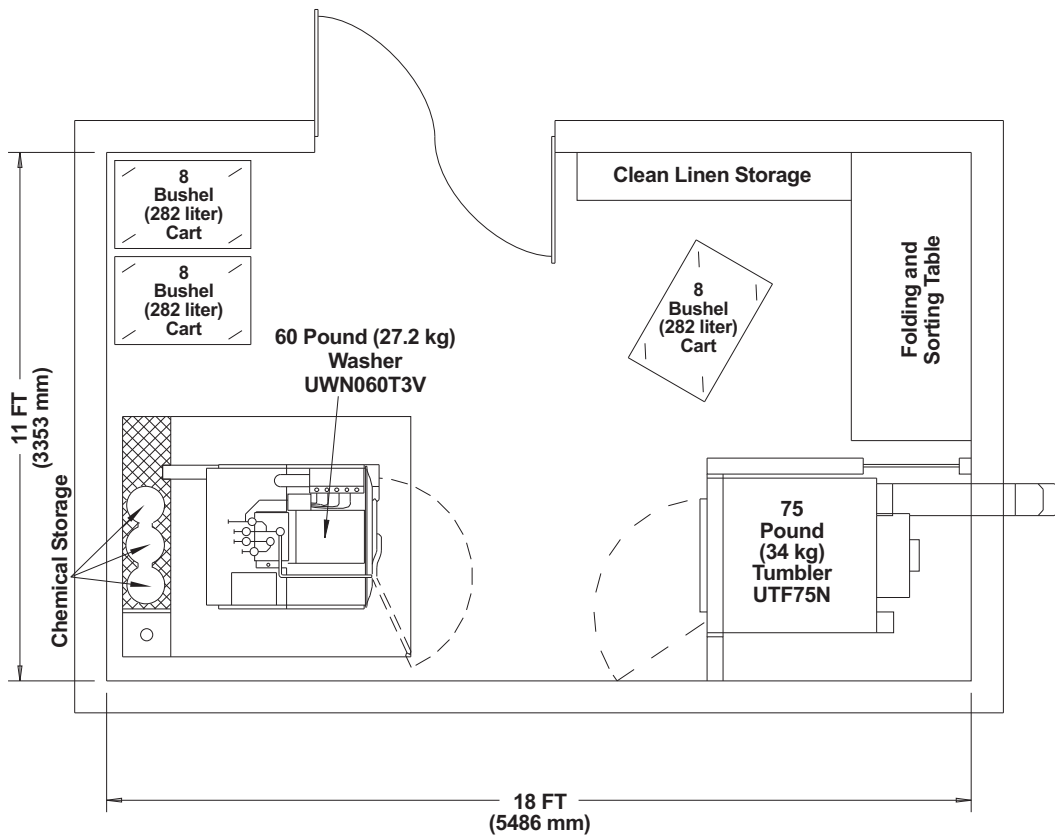 8
Bushel
(282 liter)
Cart
Clean Linen Storage
8
Bushel
(282 liter)
Cart
8
Bushel
(282 liter)
Cart
Folding and
Sorting Table
60 Pound (27.2 kg)
Washer
UWN060T3V
11 FT
(3353 mm)
Chemical Storage
75
Pound
(34 kg)
Tumbler
UTF75N
18 FT
(5486 mm)